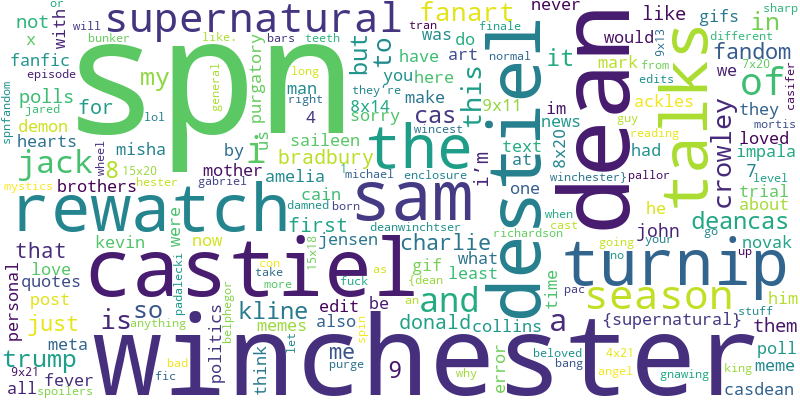 supernatural
fanart
never
like
gifs
or
will
tran
finale
sharp
bunker
bars
teeth
like.
x
not
with
but
to
was
do
would
in
fandom
9x13
different
fanfic
episode
spn
my
you
have
art
this
it
mark
from
7x20
casifer
edits
we
they're
here
make
9x11
im
man
normal
polls
for
general
long
right
us
purgatory
8x14
cas
dean
talks
of
spnfandom
jared
lol
4
sorry
news
ackles
they
guy
mortis
demon
misha
saileen
wincest
text
8x20
reading
loved
hearts
by
i
the
i'm
at
had
crowley
impala
jack
8
15x20
wheel
bradbury
michael
enclosure
winchester}
pallor
7
level
mystics
hester
mother
amelia
one
destiel
he
trial
about
brothers
gabriel
cain
damned
born
deanwinchtser
richardson
cast
when
your
deancas
rewatch
were
first
sam
charlie
john
go
up
that
kevin
now
15x18
jensen
what
going
no
novak
love
castiel
gif
least
time
turnip
personal
quotes
padalecki
con
take
more
fuck
{dean
as
an
pac
stuff
him
post
belphegor
edit
be
and
season
just
is
so
kline
also
donald
collins
a
{supernatural}
them
meta
politics
anything
memes
me
spin
trump
think
let
purge
error
beloved
bang
4x21
king
poll
meme
9x21
fever
bad
fic
9
why
angel
gnawing
all
spoilers
winchester
casdean